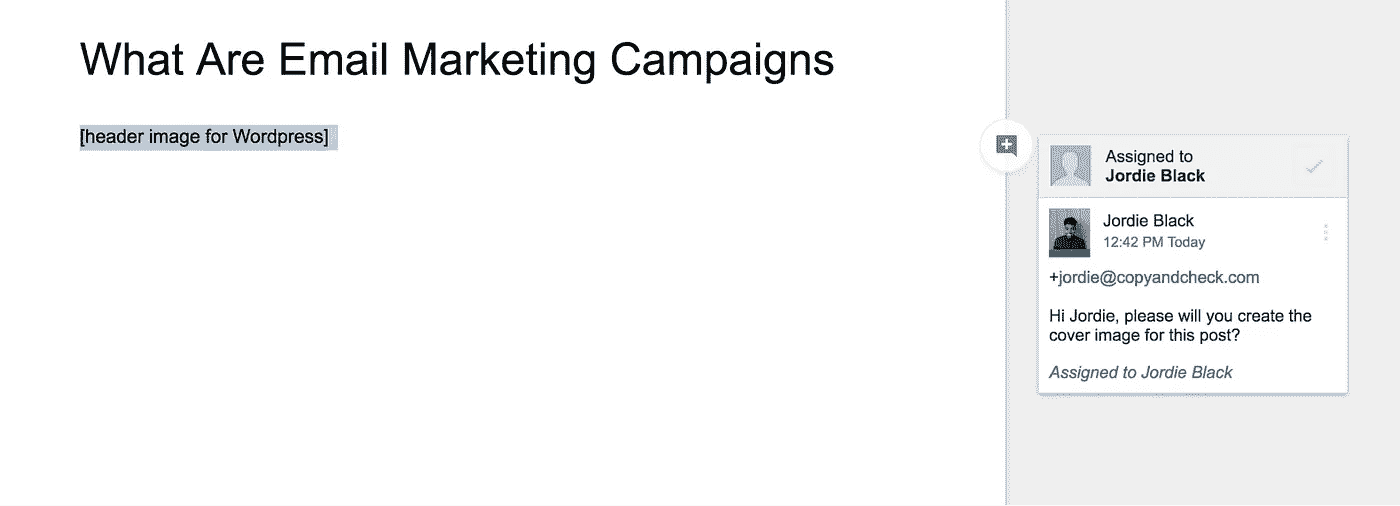 What Are Email Marketing Campaigns
[header image for Wordpress]
Assigned to
Jordie Black
Jordie Black
12:42 PM Today
+jordie@copyandcheck.com
Hi Jordie, please will you create the
cover image for this post?
Assigned to Jordie Black